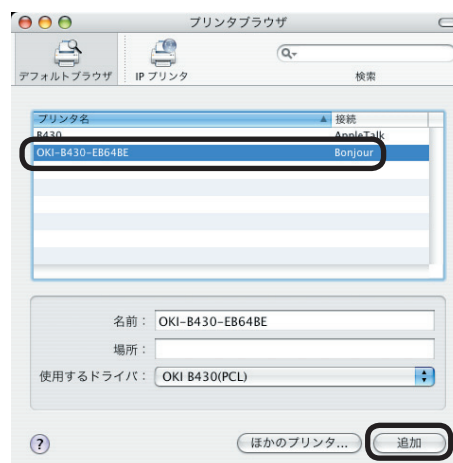 プリンタブラウザ
デフォルトブラウザ IP プリンタ 検索
プリンタ名 接続
B430 AppleTalk
OKI-B430-EB64BE Bonjour
名前： OKI-B430-EB64BE
場所：
使用するドライバ： OKI B430(PCL)
? ほかのプリンタ... 追加